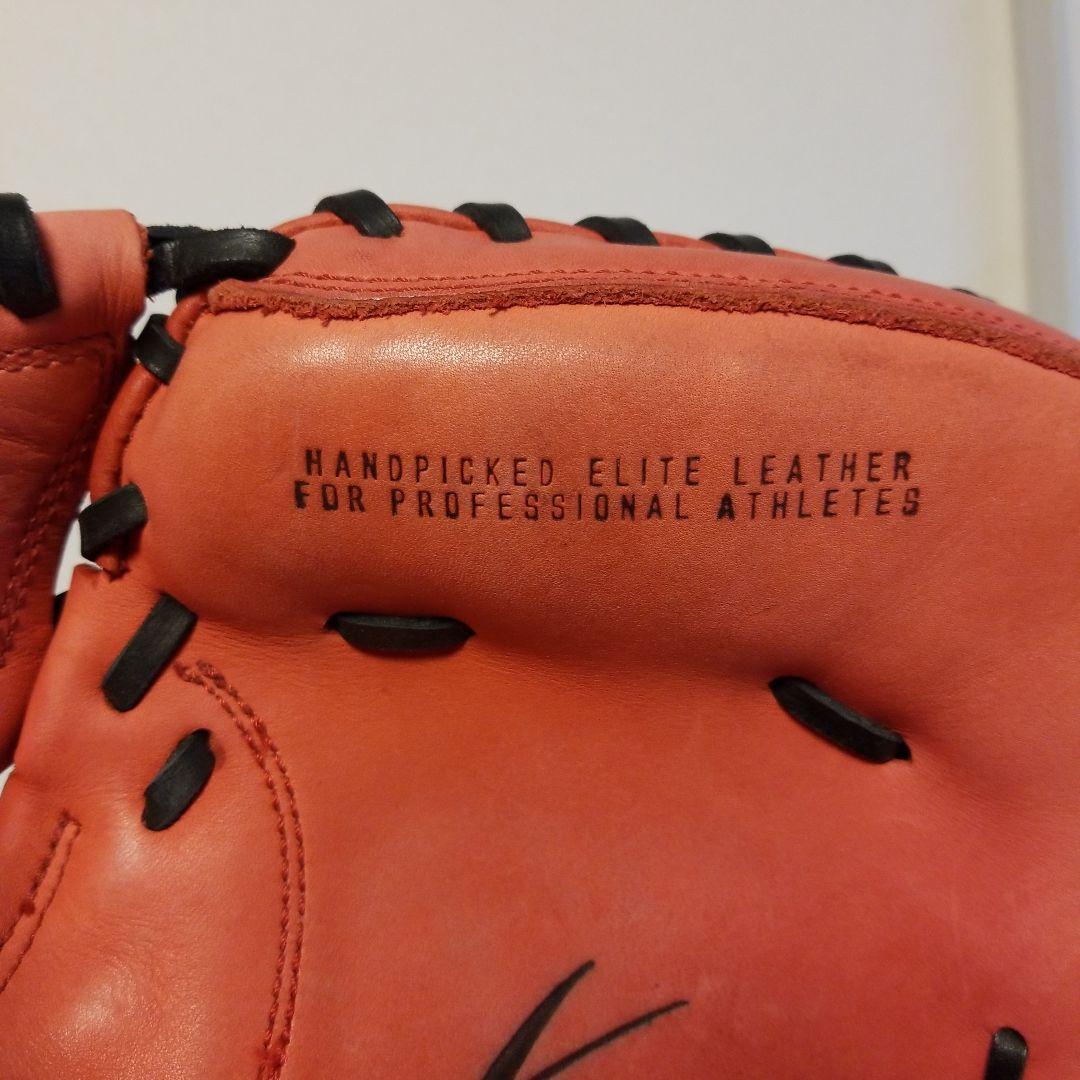 HANDPICKED ELITE LEATHER
FOR PROFESSIONAL ATHLETES